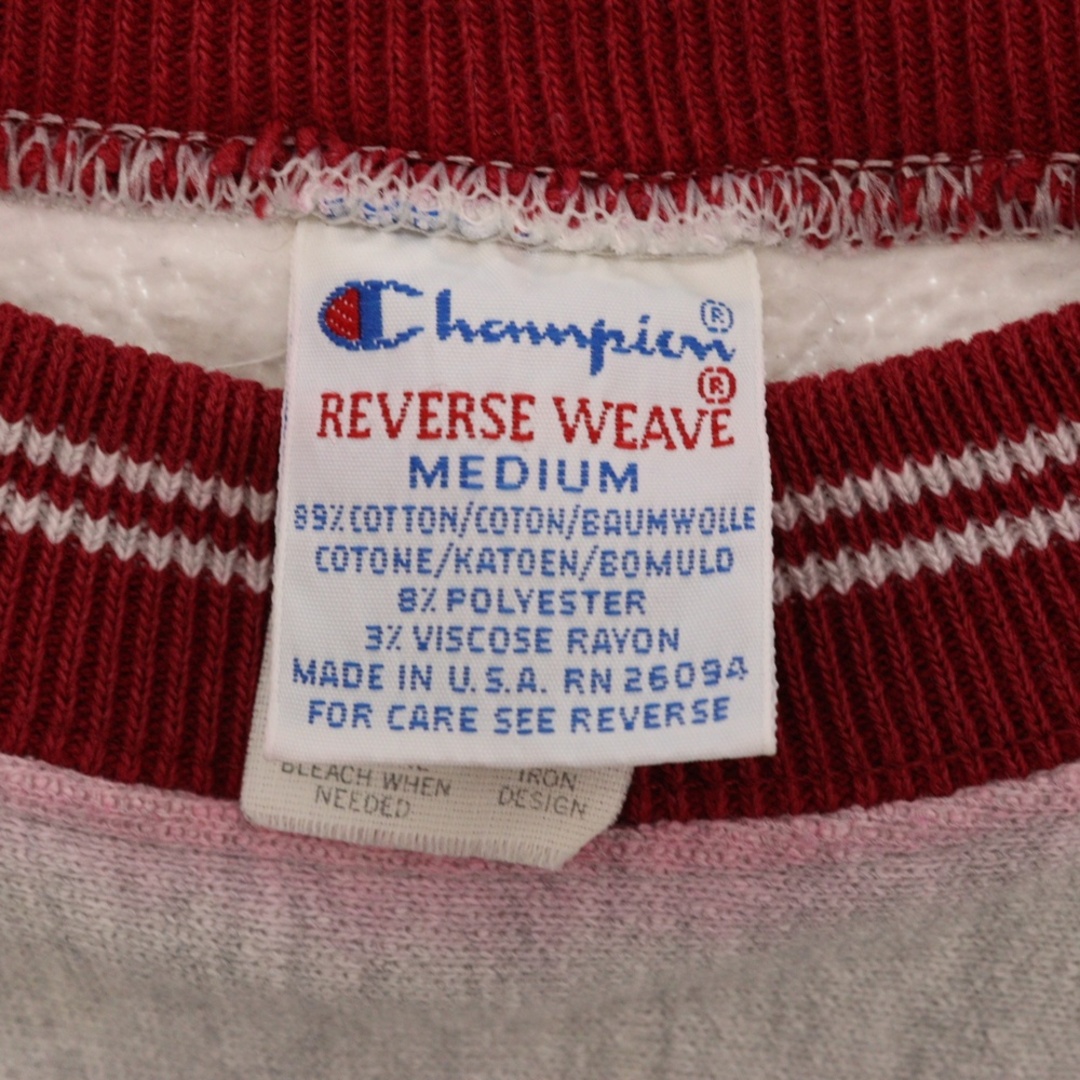 Champion®
REVERSE WEAVE®
MEDIUM
89% COTTON/COTON/BAUMWOLLE
COTONE/KATOEN/BOMULD
8% POLYESTER
3% VISCOSE RAYON
MADE IN U.S.A. RN 26094
FOR CARE SEE REVERSE
BLEACH WHEN
NEEDED
IRON
DESIGN